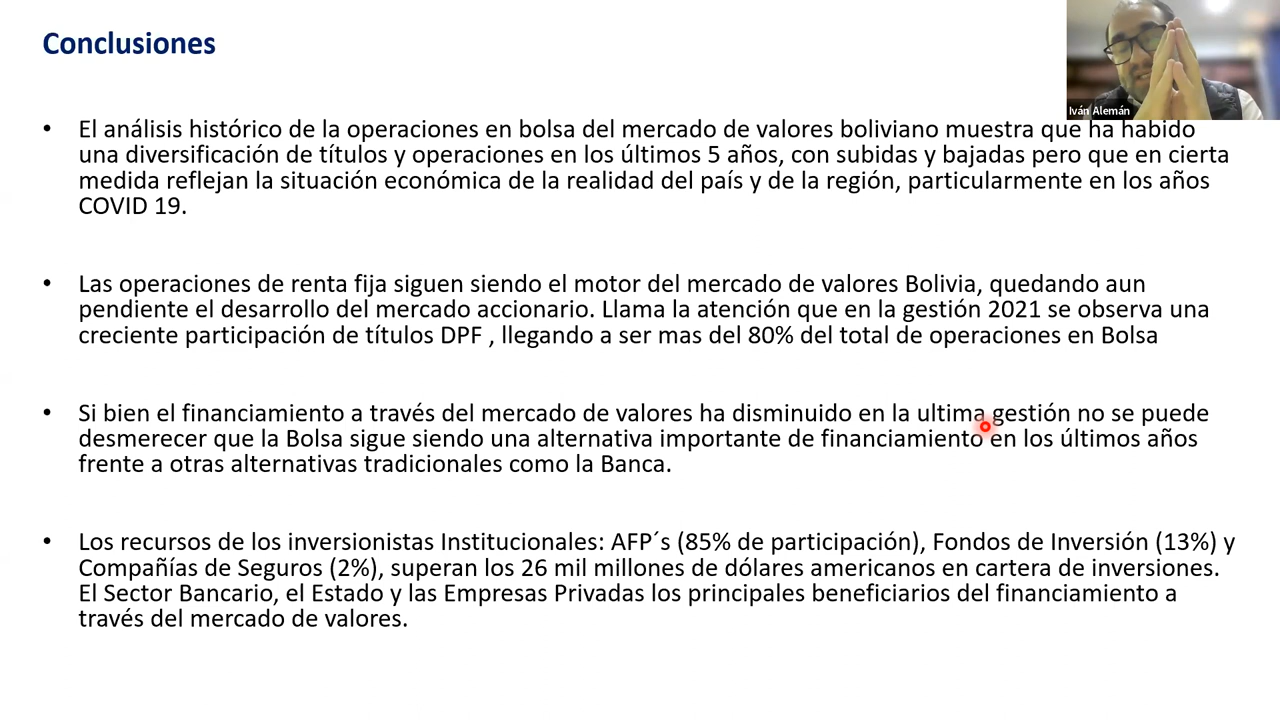 Conclusiones
Iván Alemán
• El análisis histórico de la operaciones en bolsa del mercado de valores boliviano muestra que ha habido
una diversificación de títulos y operaciones en los últimos 5 años, con subidas y bajadas pero que en cierta
medida reflejan la situación económica de la realidad del país y de la región, particularmente en los años
COVID 19.
• Las operaciones de renta fija siguen siendo el motor del mercado de valores Bolivia, quedando aun
pendiente el desarrollo del mercado accionario. Llama la atención que en la gestión 2021 se observa una
creciente participación de títulos DPF , llegando a ser mas del 80% del total de operaciones en Bolsa
• Si bien el financiamiento a través del mercado de valores ha disminuido en la ultima gestión no se puede
desmerecer que la Bolsa sigue siendo una alternativa importante de financiamiento en los últimos años
frente a otras alternativas tradicionales como la Banca.
• Los recursos de los inversionistas Institucionales: AFP´s (85% de participación), Fondos de Inversión (13%) y
Compañías de Seguros (2%), superan los 26 mil millones de dólares americanos en cartera de inversiones.
El Sector Bancario, el Estado y las Empresas Privadas los principales beneficiarios del financiamiento a
través del mercado de valores.